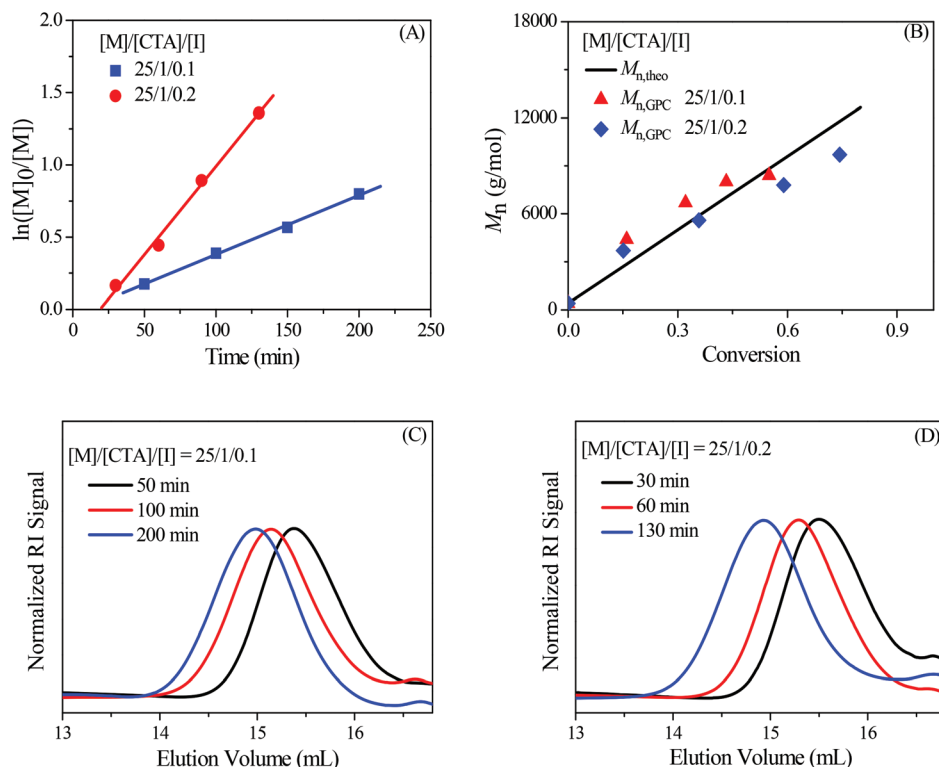 (A)
[M]/[CTA]/[I]
25/1/0.1
25/1/0.2
ln([M]0/[M])
2.0
1.5
1.0
0.5
0.0
0 50 100 150 200 250
Time (min)
(B)
[M]/[CTA]/[I]
Mn,theo
Mn,GPC 25/1/0.1
Mn,GPC 25/1/0.2
Mn (g/mol)
18000
12000
6000
0
0.0 0.3 0.6 0.9
Conversion
(C)
[M]/[CTA]/[I] = 25/1/0.1
50 min
100 min
200 min
Normalized RI Signal
13 14 15 16
Elution Volume (mL)
(D)
[M]/[CTA]/[I] = 25/1/0.2
30 min
60 min
130 min
Normalized RI Signal
13 14 15 16
Elution Volume (mL)